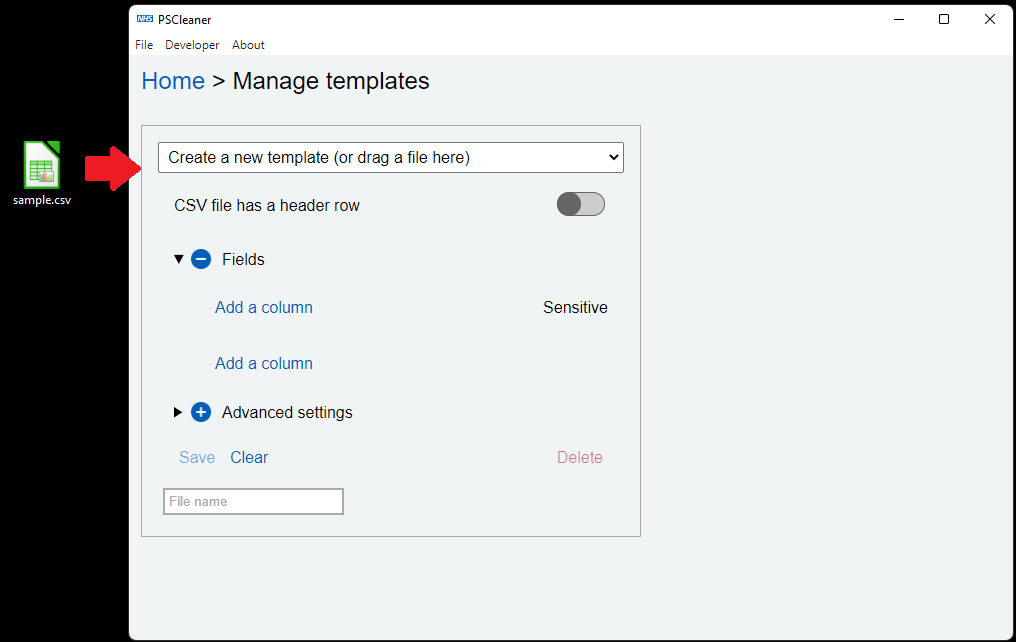 NHS PSCleaner
File Developer About
Home > Manage templates
sample.csv
Create a new template (or drag a file here)
CSV file has a header row
Fields
Add a column Sensitive
Add a column
Advanced settings
Save Clear Delete
File name